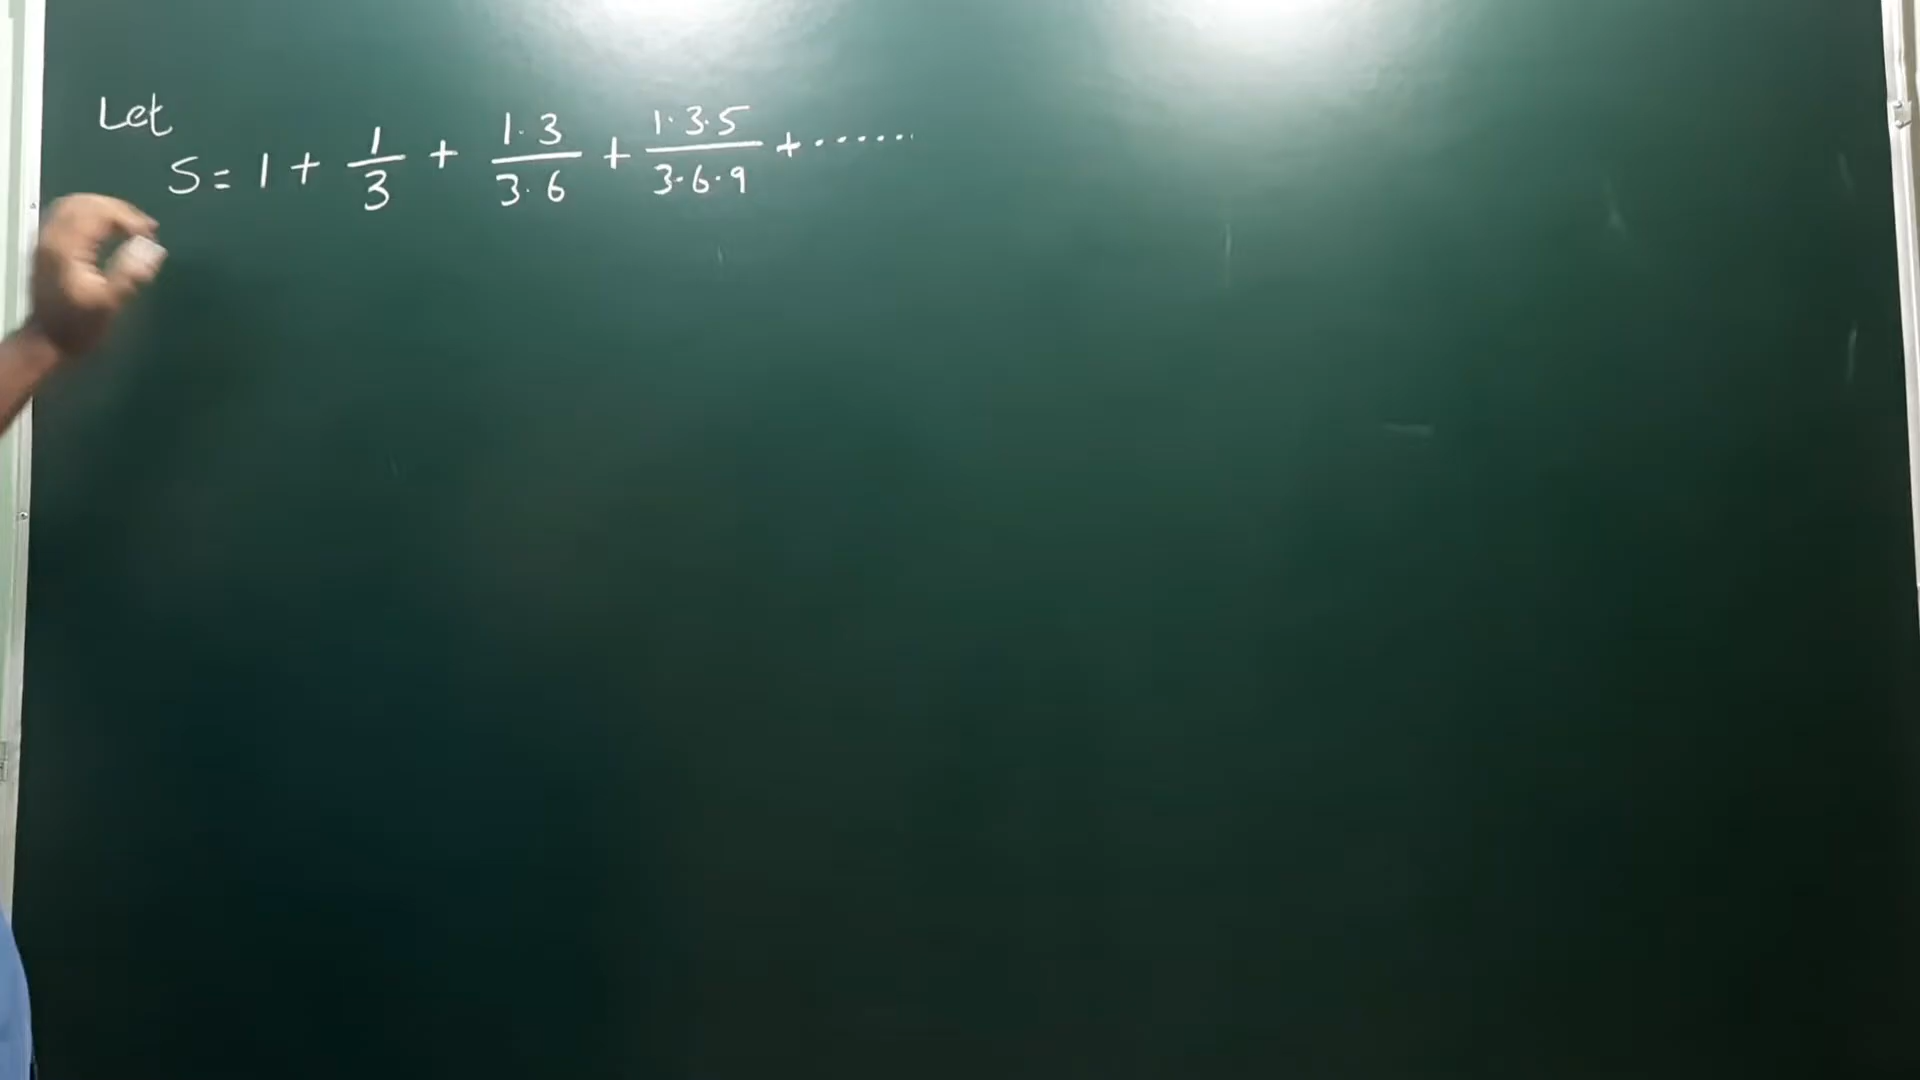 Let
S = 1 + 1/3 + 1·3/3·6 + 1·3·5/3·6·9 + ......